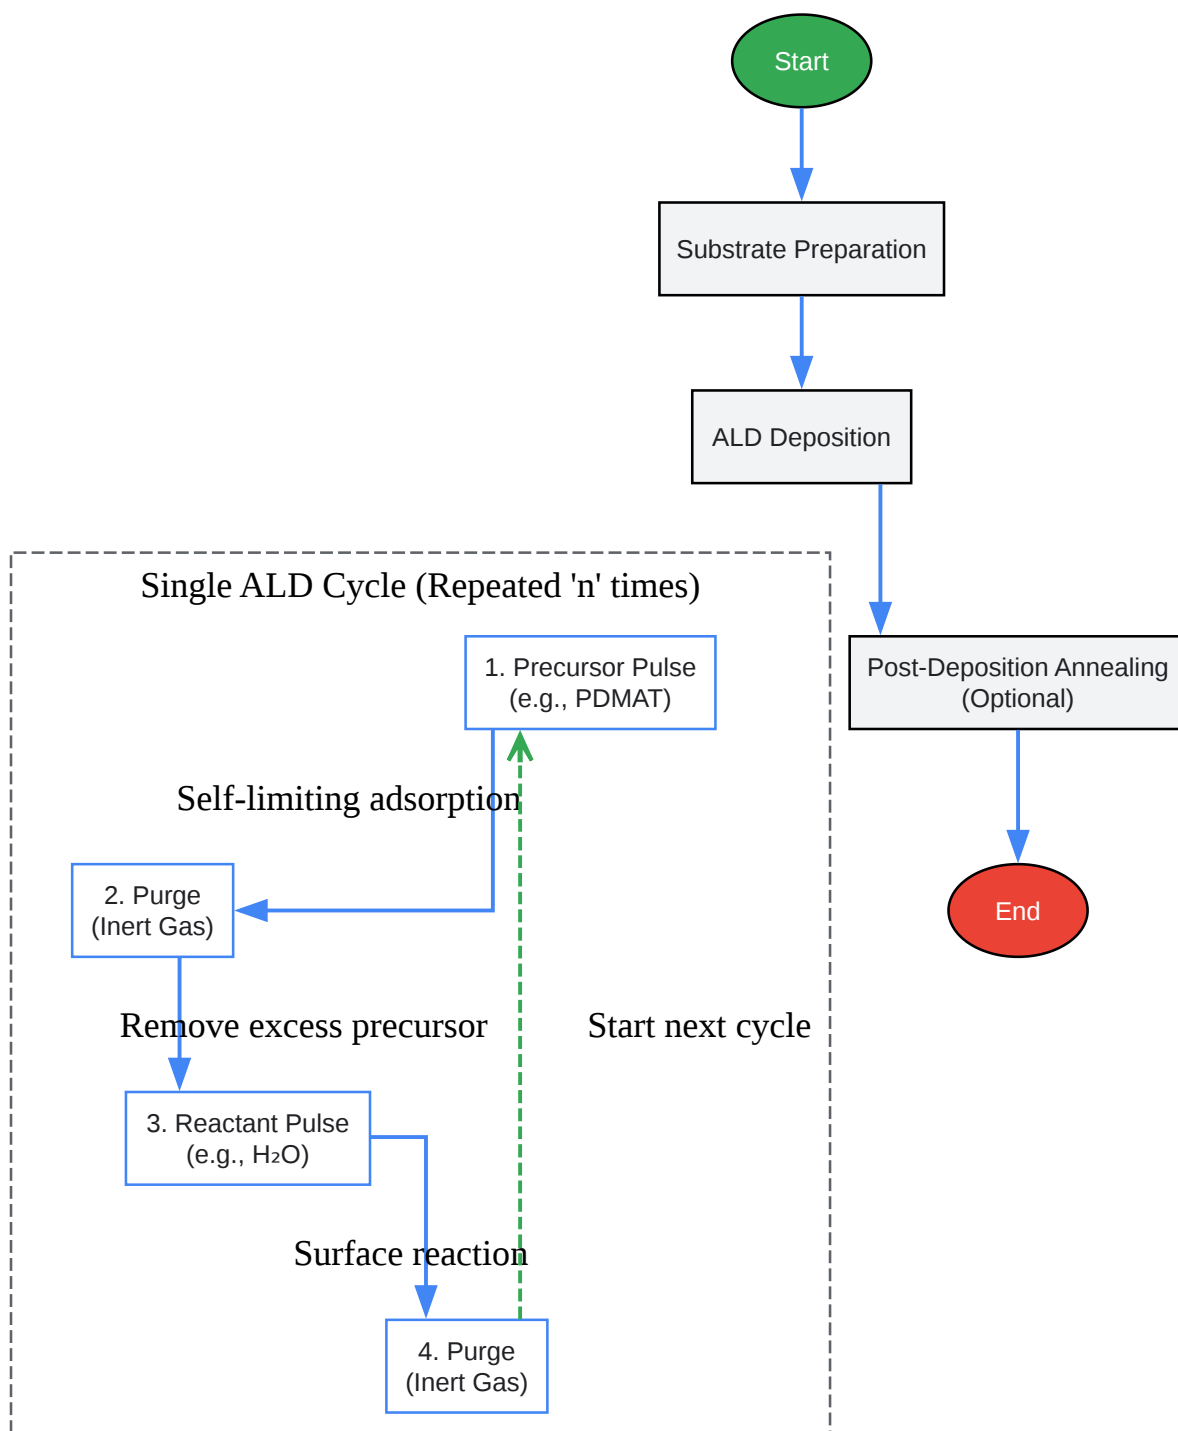 Start
Substrate Preparation
ALD Deposition
Single ALD Cycle (Repeated 'n' times)
1. Precursor Pulse
(e.g., PDMAT)
Post-Deposition Annealing
(Optional)
Self-limiting adsorption
2. Purge
(Inert Gas)
End
Remove excess precursor
Start next cycle
3. Reactant Pulse
(e.g., H₂O)
Surface reaction
4. Purge
(Inert Gas)